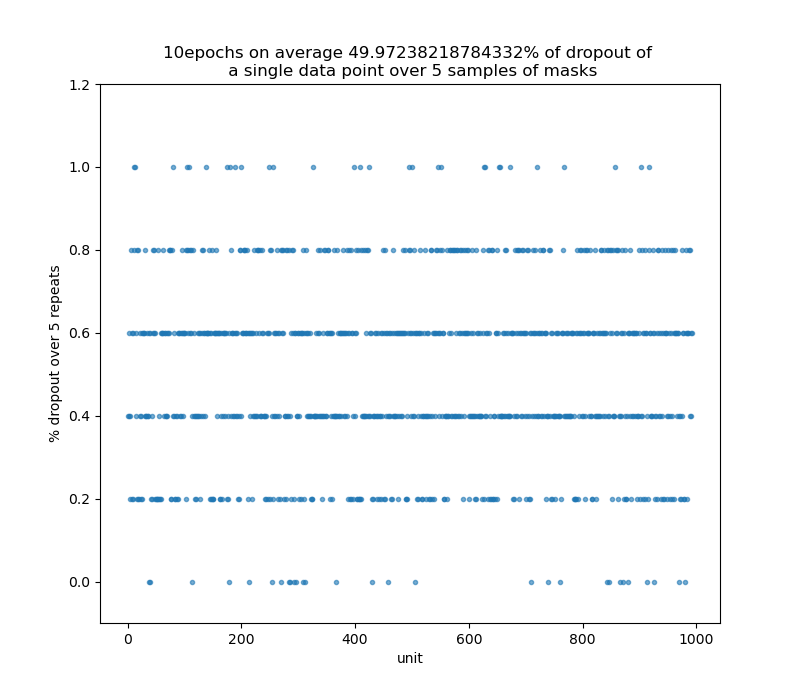 10epochs on average 49.97238218784332% of dropout of
a single data point over 5 samples of masks
1.2
1.0
0.8
0.6
0.4
0.2
0.0
% dropout over 5 repeats
0 200 400 600 800 1000
unit